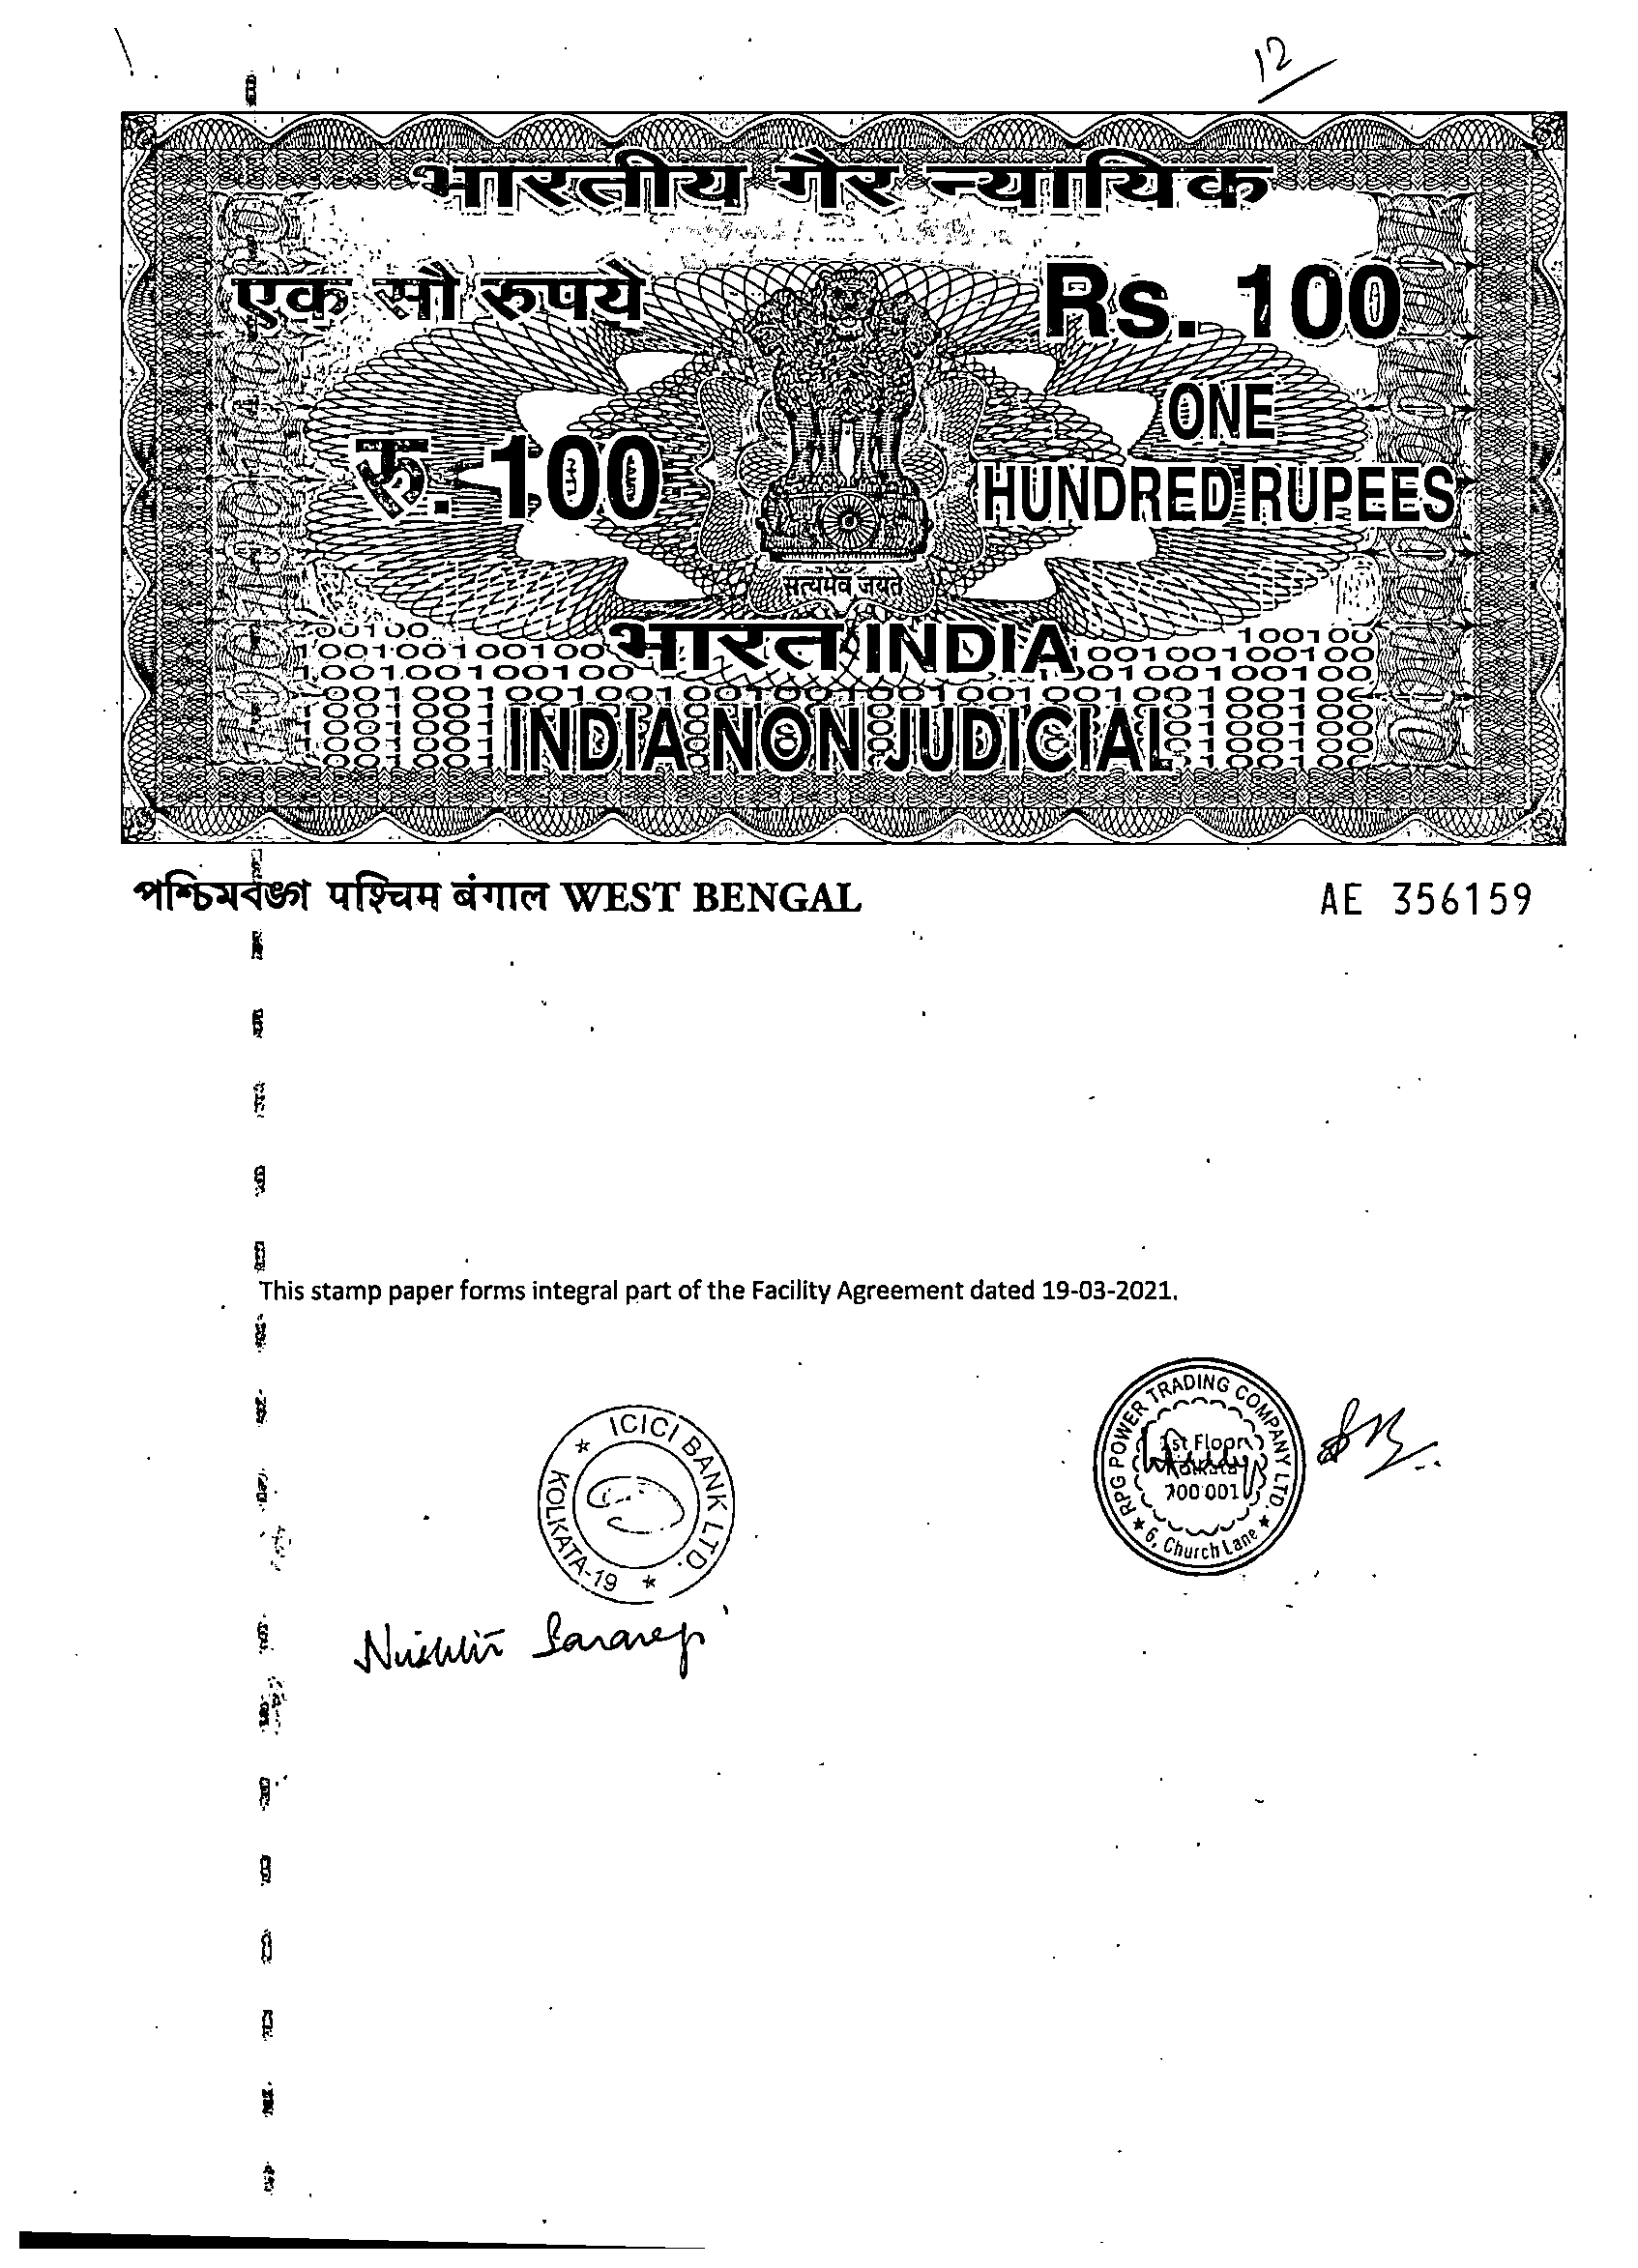 12
भारतीय गैर न्यायिक
एक सौ रुपये
Rs. 100
ONE
रु. 100
HUNDRED RUPEES
सत्यमेव जयते
भारत INDIA
INDIA NON JUDICIAL
পশ্চিমবঙ্গ पश्चिम बंगाल WEST BENGAL
AE 356159
This stamp paper forms integral part of the Facility Agreement dated 19-03-2021.
ICICI BANK LTD.
KOLKATA-19
RPG POWER TRADING COMPANY LTD.
1st Floor
Kolkata
700 001
6, Church Lane